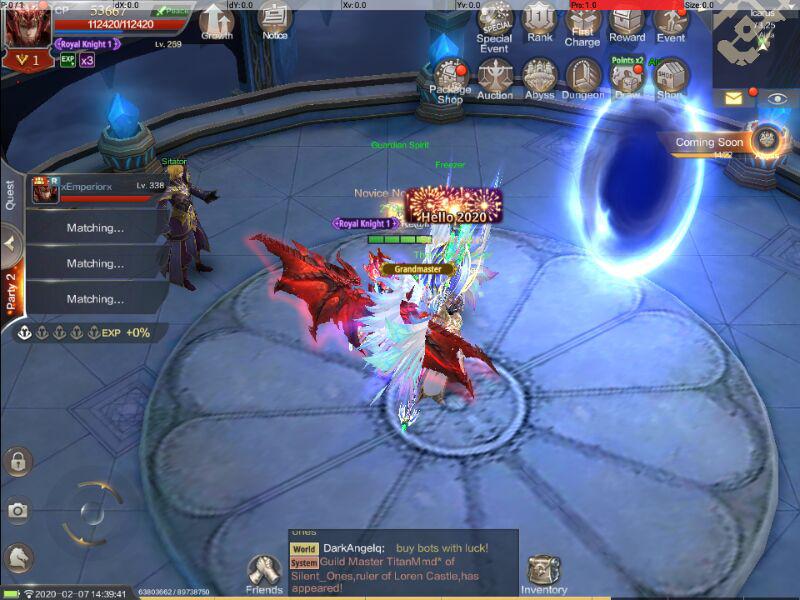 P:0 / 1 dX:0.0 dY:0.0 Xv:0.0 Yv:0.0 Prs:1.0 Size:0.0
CP 53667 Peace
112420/112420
Royal Knight 1 Lv. 259
1 EXP x3
Growth
Notice
Special Event
Rank
First Charge
Reward
Event
Icarus
Package Shop
Auction
Abyss
Dungeon
Points x2
Draw
Shop
Coming Soon
Guardian Spirit
Freezer
Sitator
Quest
xEmperiorx Lv. 338
Matching...
Matching...
Matching...
Party 2
EXP +0%
Hello 2020
Royal Knight 1
Grandmaster
World DarkAngelq: buy bots with luck!
System Guild Master TitanMmd* of
Silent_Ones,ruler of Loren Castle,has
appeared!
Friends
Inventory
2020-02-07 14:39:41 63803662 / 89738750